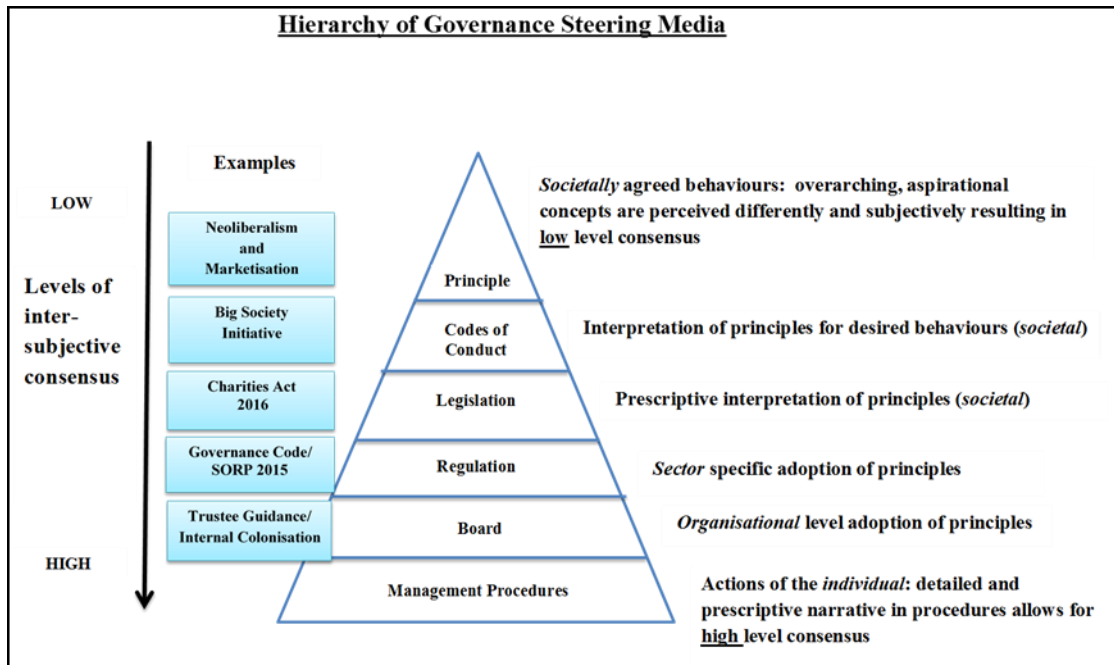 Hierarchy of Governance Steering Media
LOW
Levels of
inter-
subjective
consensus
HIGH
Examples
Neoliberalism
and
Marketisation
Big Society
Initiative
Charities Act
2016
Governance Code/
SORP 2015
Trustee Guidance/
Internal Colonisation
Principle
Codes of
Conduct
Legislation
Regulation
Board
Management Procedures
Societally agreed behaviours: overarching, aspirational
concepts are perceived differently and subjectively resulting in
low level consensus
Interpretation of principles for desired behaviours (societal)
Prescriptive interpretation of principles (societal)
Sector specific adoption of principles
Organisational level adoption of principles
Actions of the individual: detailed and
prescriptive narrative in procedures allows for
high level consensus